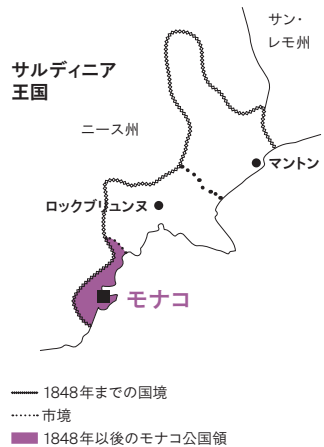 サン・
レモ州
サルディニア
王国
ニース州
マントン
ロックブリュンヌ
モナコ
1848年までの国境
市境
1848年以後のモナコ公国領